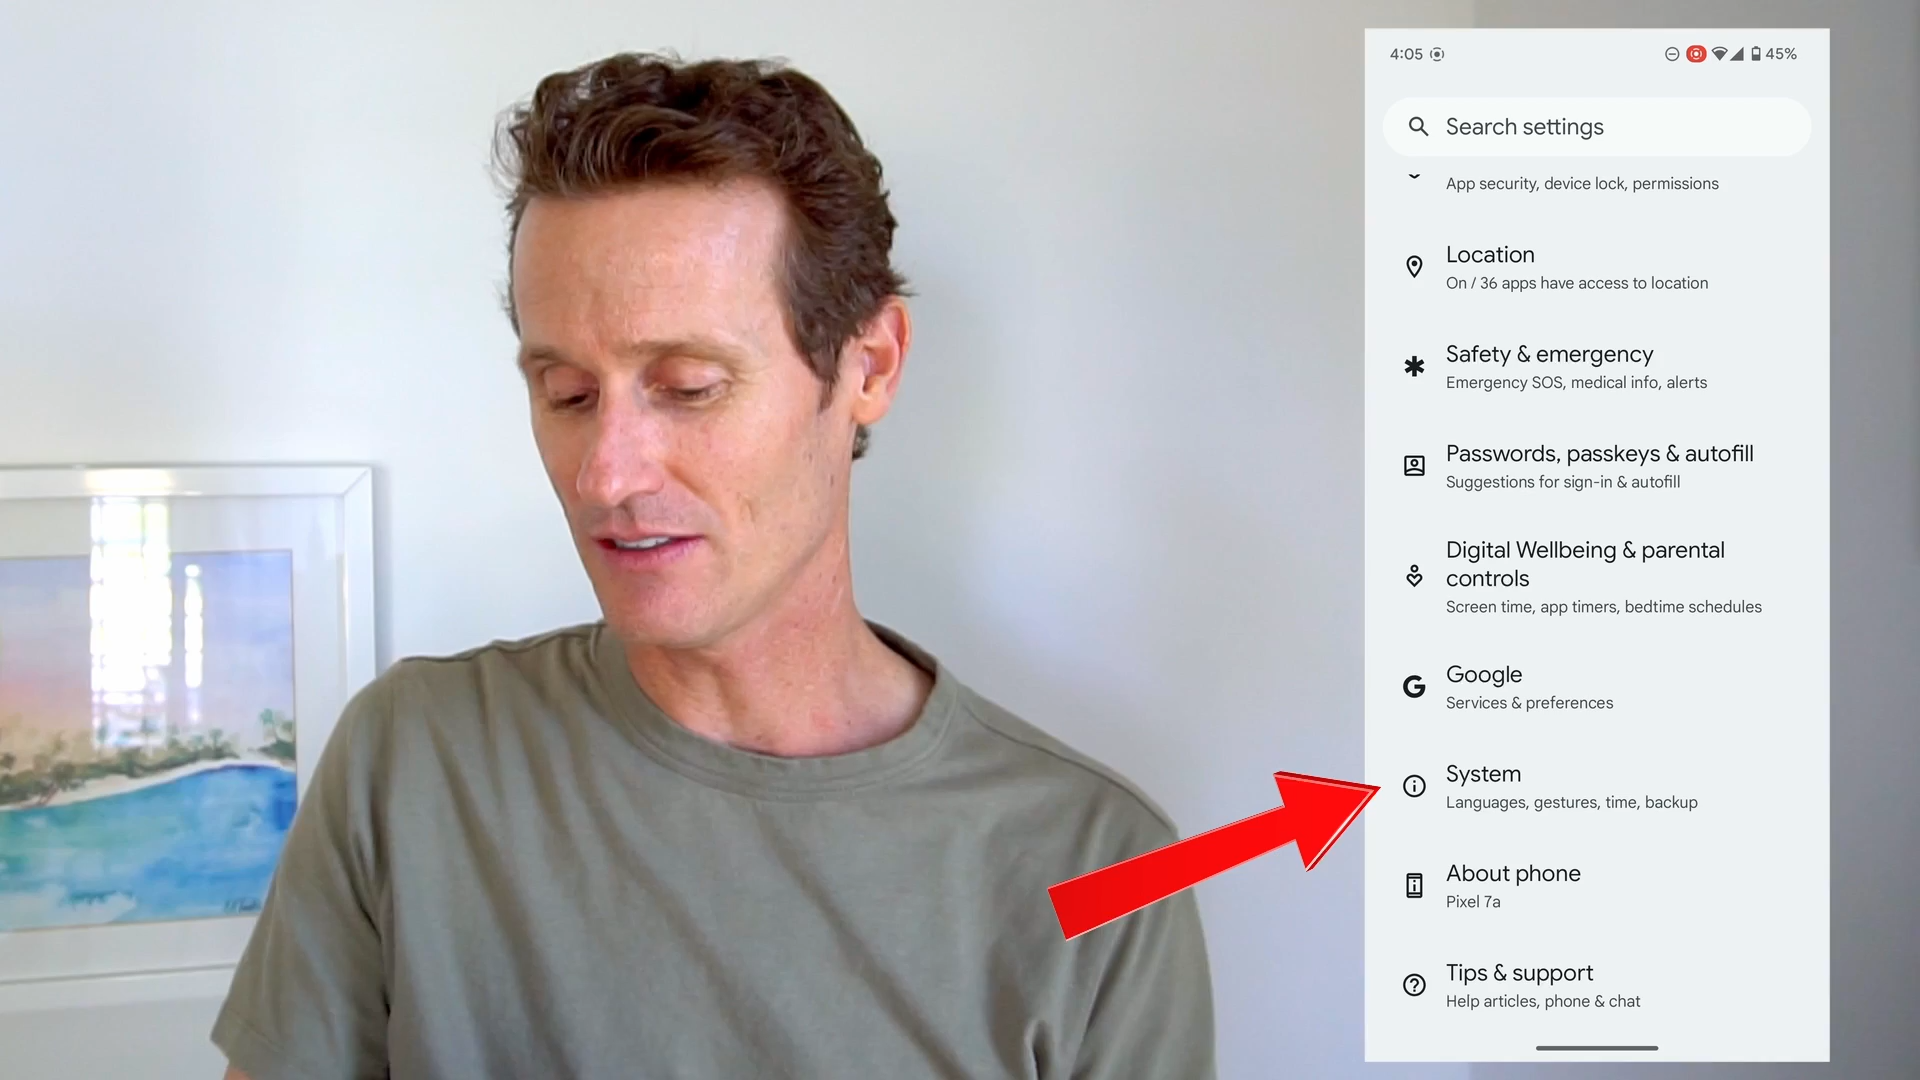 4:05
45%
Search settings
App security, device lock, permissions
Location
On / 36 apps have access to location
Safety & emergency
Emergency SOS, medical info, alerts
Passwords, passkeys & autofill
Suggestions for sign-in & autofill
Digital Wellbeing & parental
controls
Screen time, app timers, bedtime schedules
Google
Services & preferences
System
Languages, gestures, time, backup
About phone
Pixel 7a
Tips & support
Help articles, phone & chat